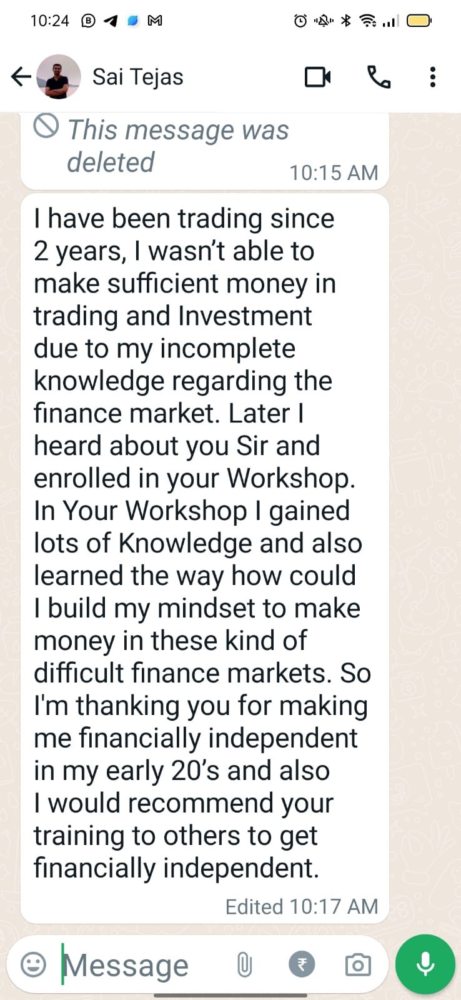 10:24
Sai Tejas
This message was
deleted
10:15 AM
I have been trading since
2 years, I wasn't able to
make sufficient money in
trading and Investment
due to my incomplete
knowledge regarding the
finance market. Later I
heard about you Sir and
enrolled in your Workshop.
In Your Workshop I gained
lots of Knowledge and also
learned the way how could
I build my mindset to make
money in these kind of
difficult finance markets. So
I'm thanking you for making
me financially independent
in my early 20's and also
I would recommend your
training to others to get
financially independent.
Edited 10:17 AM
Message
₹